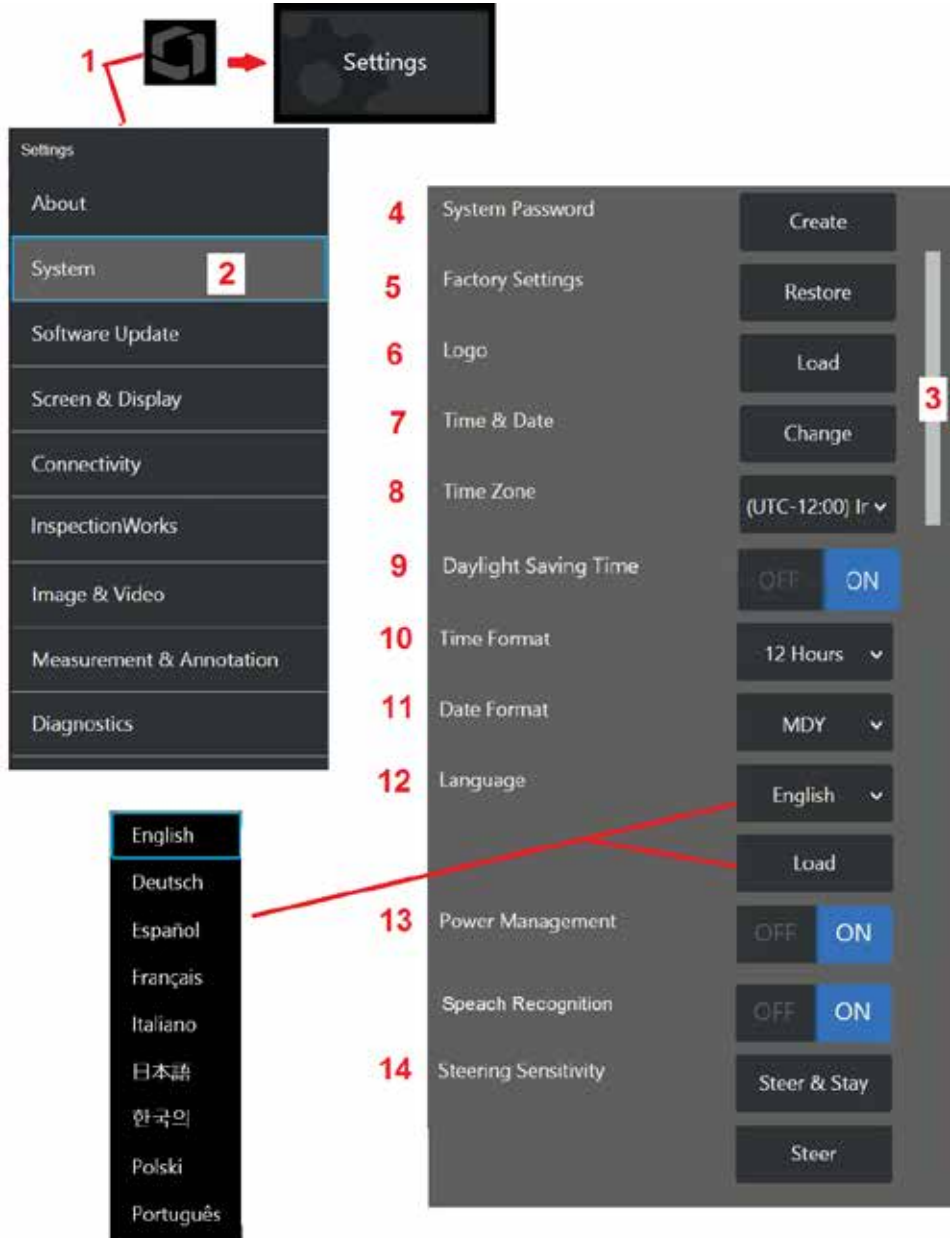 1
Settings
Settings
About
System 2
Software Update
Screen & Display
Connectivity
InspectionWorks
Image & Video
Measurement & Annotation
Diagnostics
English
Deutsch
Español
Français
Italiano
日本語
한국의
Polski
Português
3
4 System Password Create
5 Factory Settings Restore
6 Logo Load
7 Time & Date Change
8 Time Zone (UTC-12:00) Ir
9 Daylight Saving Time OFF ON
10 Time Format 12 Hours
11 Date Format MDY
12 Language English
Load
13 Power Management OFF ON
Speach Recognition OFF ON
14 Steering Sensitivity Steer & Stay
Steer